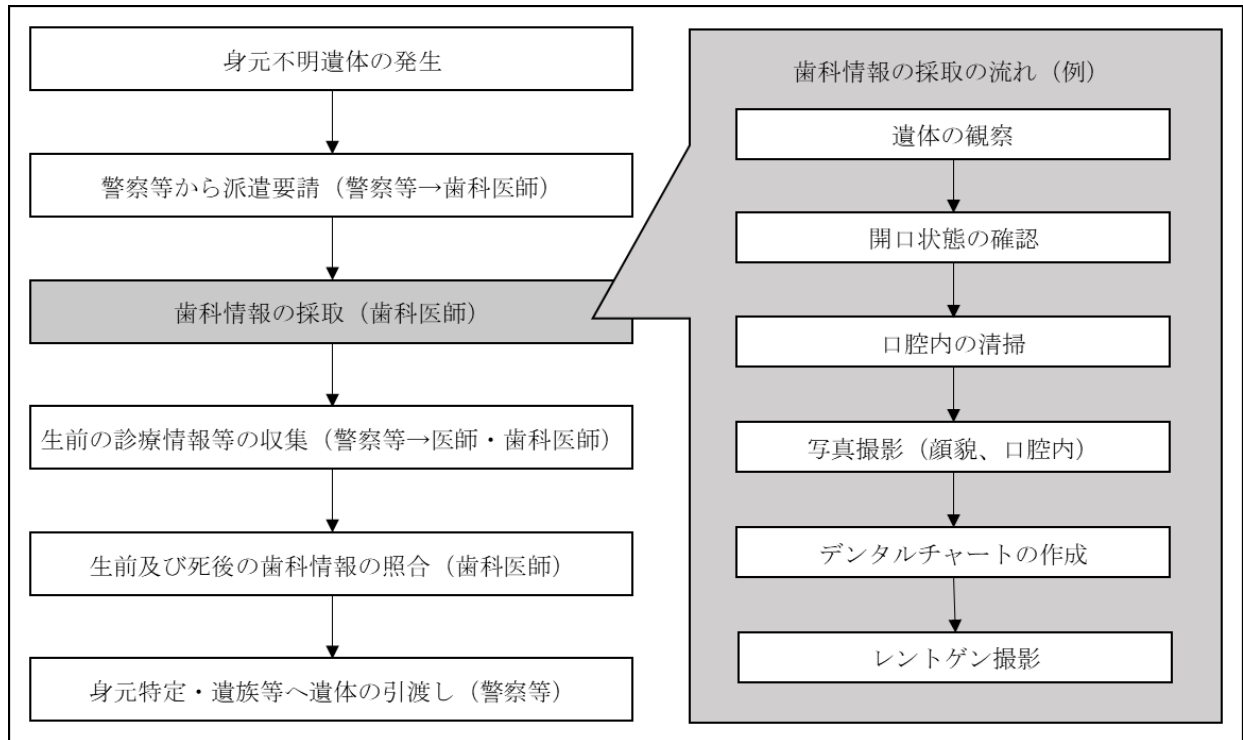 身元不明遺体の発生
警察等から派遣要請（警察等→歯科医師）
歯科情報の採取（歯科医師）
生前の診療情報等の収集（警察等→医師・歯科医師）
生前及び死後の歯科情報の照合（歯科医師）
身元特定・遺族等へ遺体の引渡し（警察等）
歯科情報の採取の流れ（例）
遺体の観察
開口状態の確認
口腔内の清掃
写真撮影（顔貌、口腔内）
デンタルチャートの作成
レントゲン撮影